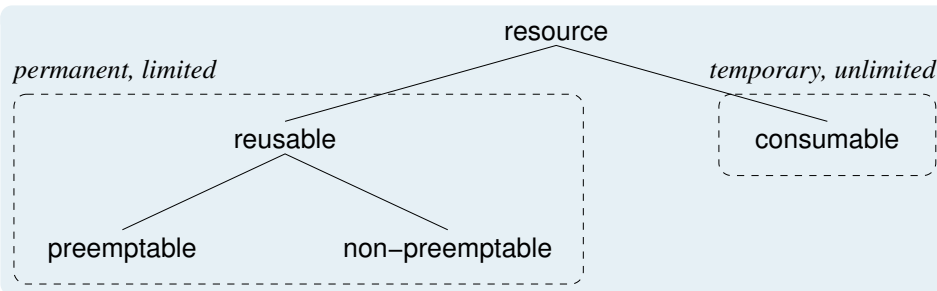 resource
permanent, limited
temporary, unlimited
reusable
consumable
preemptable
non−preemptable